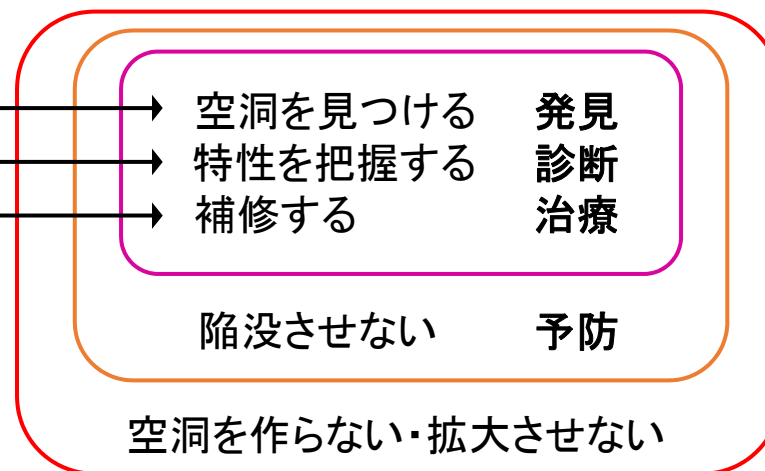 空洞を見つける 発見
特性を把握する 診断
補修する 治療
陥没させない 予防
空洞を作らない・拡大させない